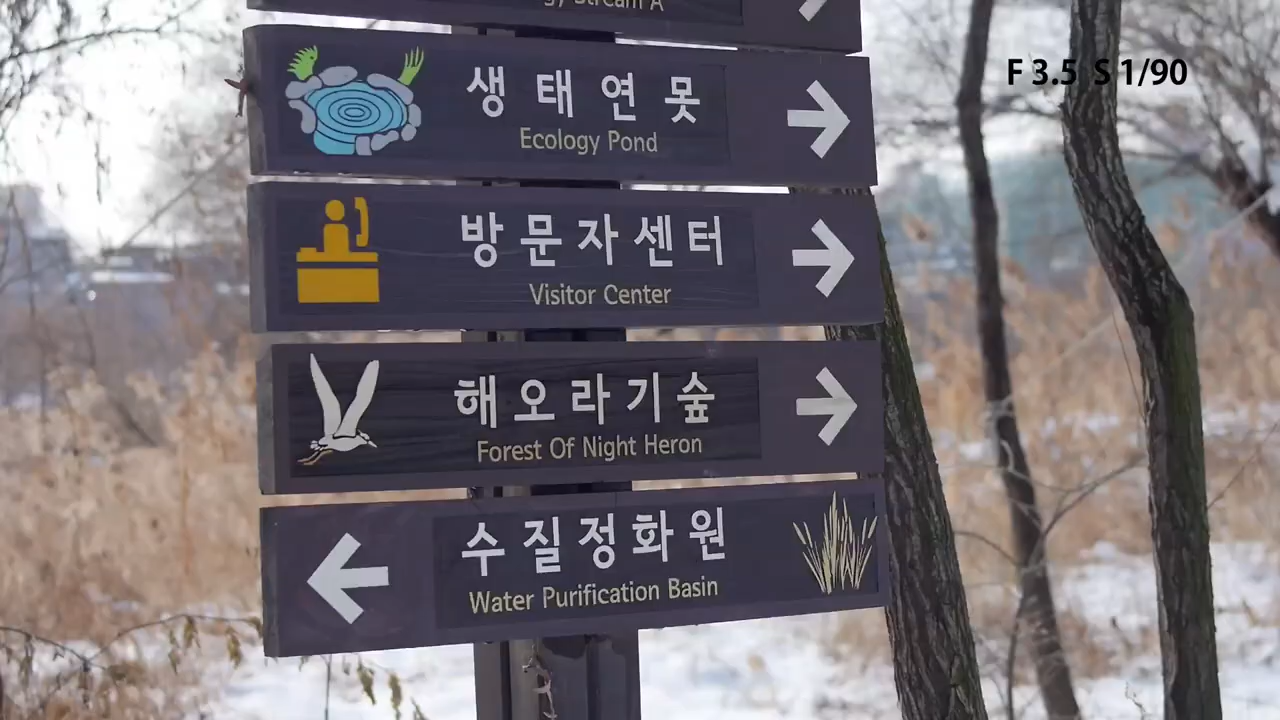 Stream A
생태연못
Ecology Pond
F 3.5 S 1/90
방문자센터
Visitor Center
해오라기숲
Forest Of Night Heron
수질정화원
Water Purification Basin